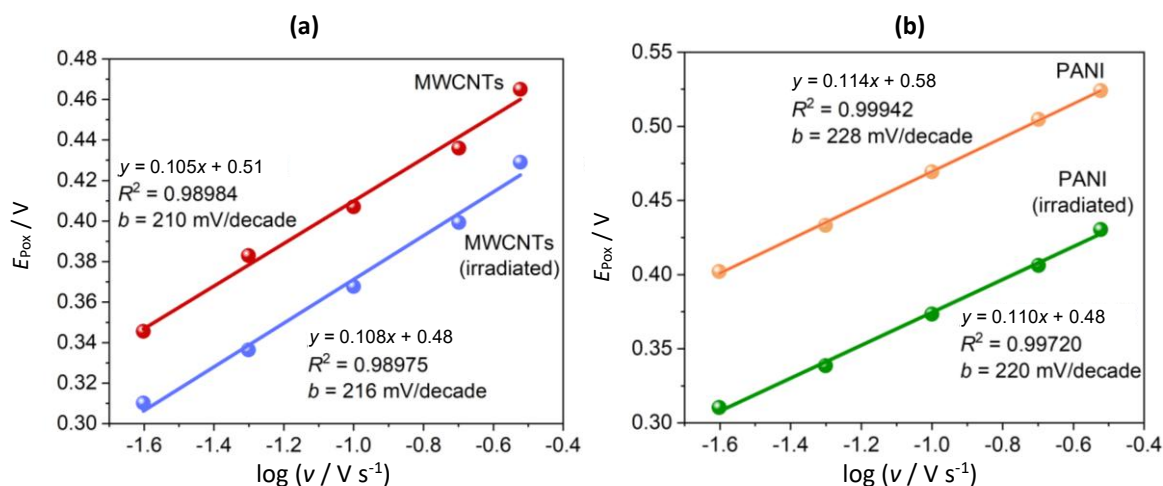 (a)
0.48
0.46
0.44
0.42
0.40
0.38
0.36
0.34
0.31
0.30
E_Pox / V
MWCNTs
y = 0.105x + 0.51
R² = 0.98984
b = 210 mV/decade
MWCNTs
(irradiated)
y = 0.108x + 0.48
R² = 0.98975
b = 216 mV/decade
-1.6 -1.4 -1.2 -1.0 -0.8 -0.6 -0.4
log (v / V s⁻¹)
(b)
0.55
0.50
0.45
0.40
0.35
0.30
E_Pox / V
y = 0.114x + 0.58
R² = 0.99942
b = 228 mV/decade
PANI
PANI
(irradiated)
y = 0.110x + 0.48
R² = 0.99720
b = 220 mV/decade
-1.6 -1.4 -1.2 -1.0 -0.8 -0.6 -0.4
log (v / V s⁻¹)